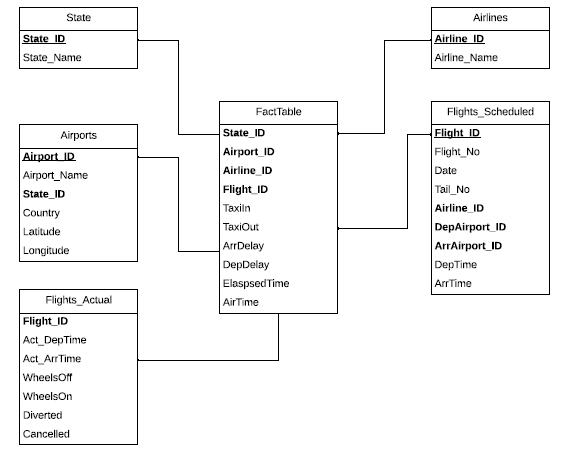 State
State_ID
State_Name
Airlines
Airline_ID
Airline_Name
FactTable
State_ID
Airport_ID
Airline_ID
Flight_ID
TaxiIn
TaxiOut
ArrDelay
DepDelay
ElaspsedTime
AirTime
Flights_Scheduled
Flight_ID
Flight_No
Date
Tail_No
Airline_ID
DepAirport_ID
ArrAirport_ID
DepTime
ArrTime
Airports
Airport_ID
Airport_Name
State_ID
Country
Latitude
Longitude
Flights_Actual
Flight_ID
Act_DepTime
Act_ArrTime
WheelsOff
WheelsOn
Diverted
Cancelled